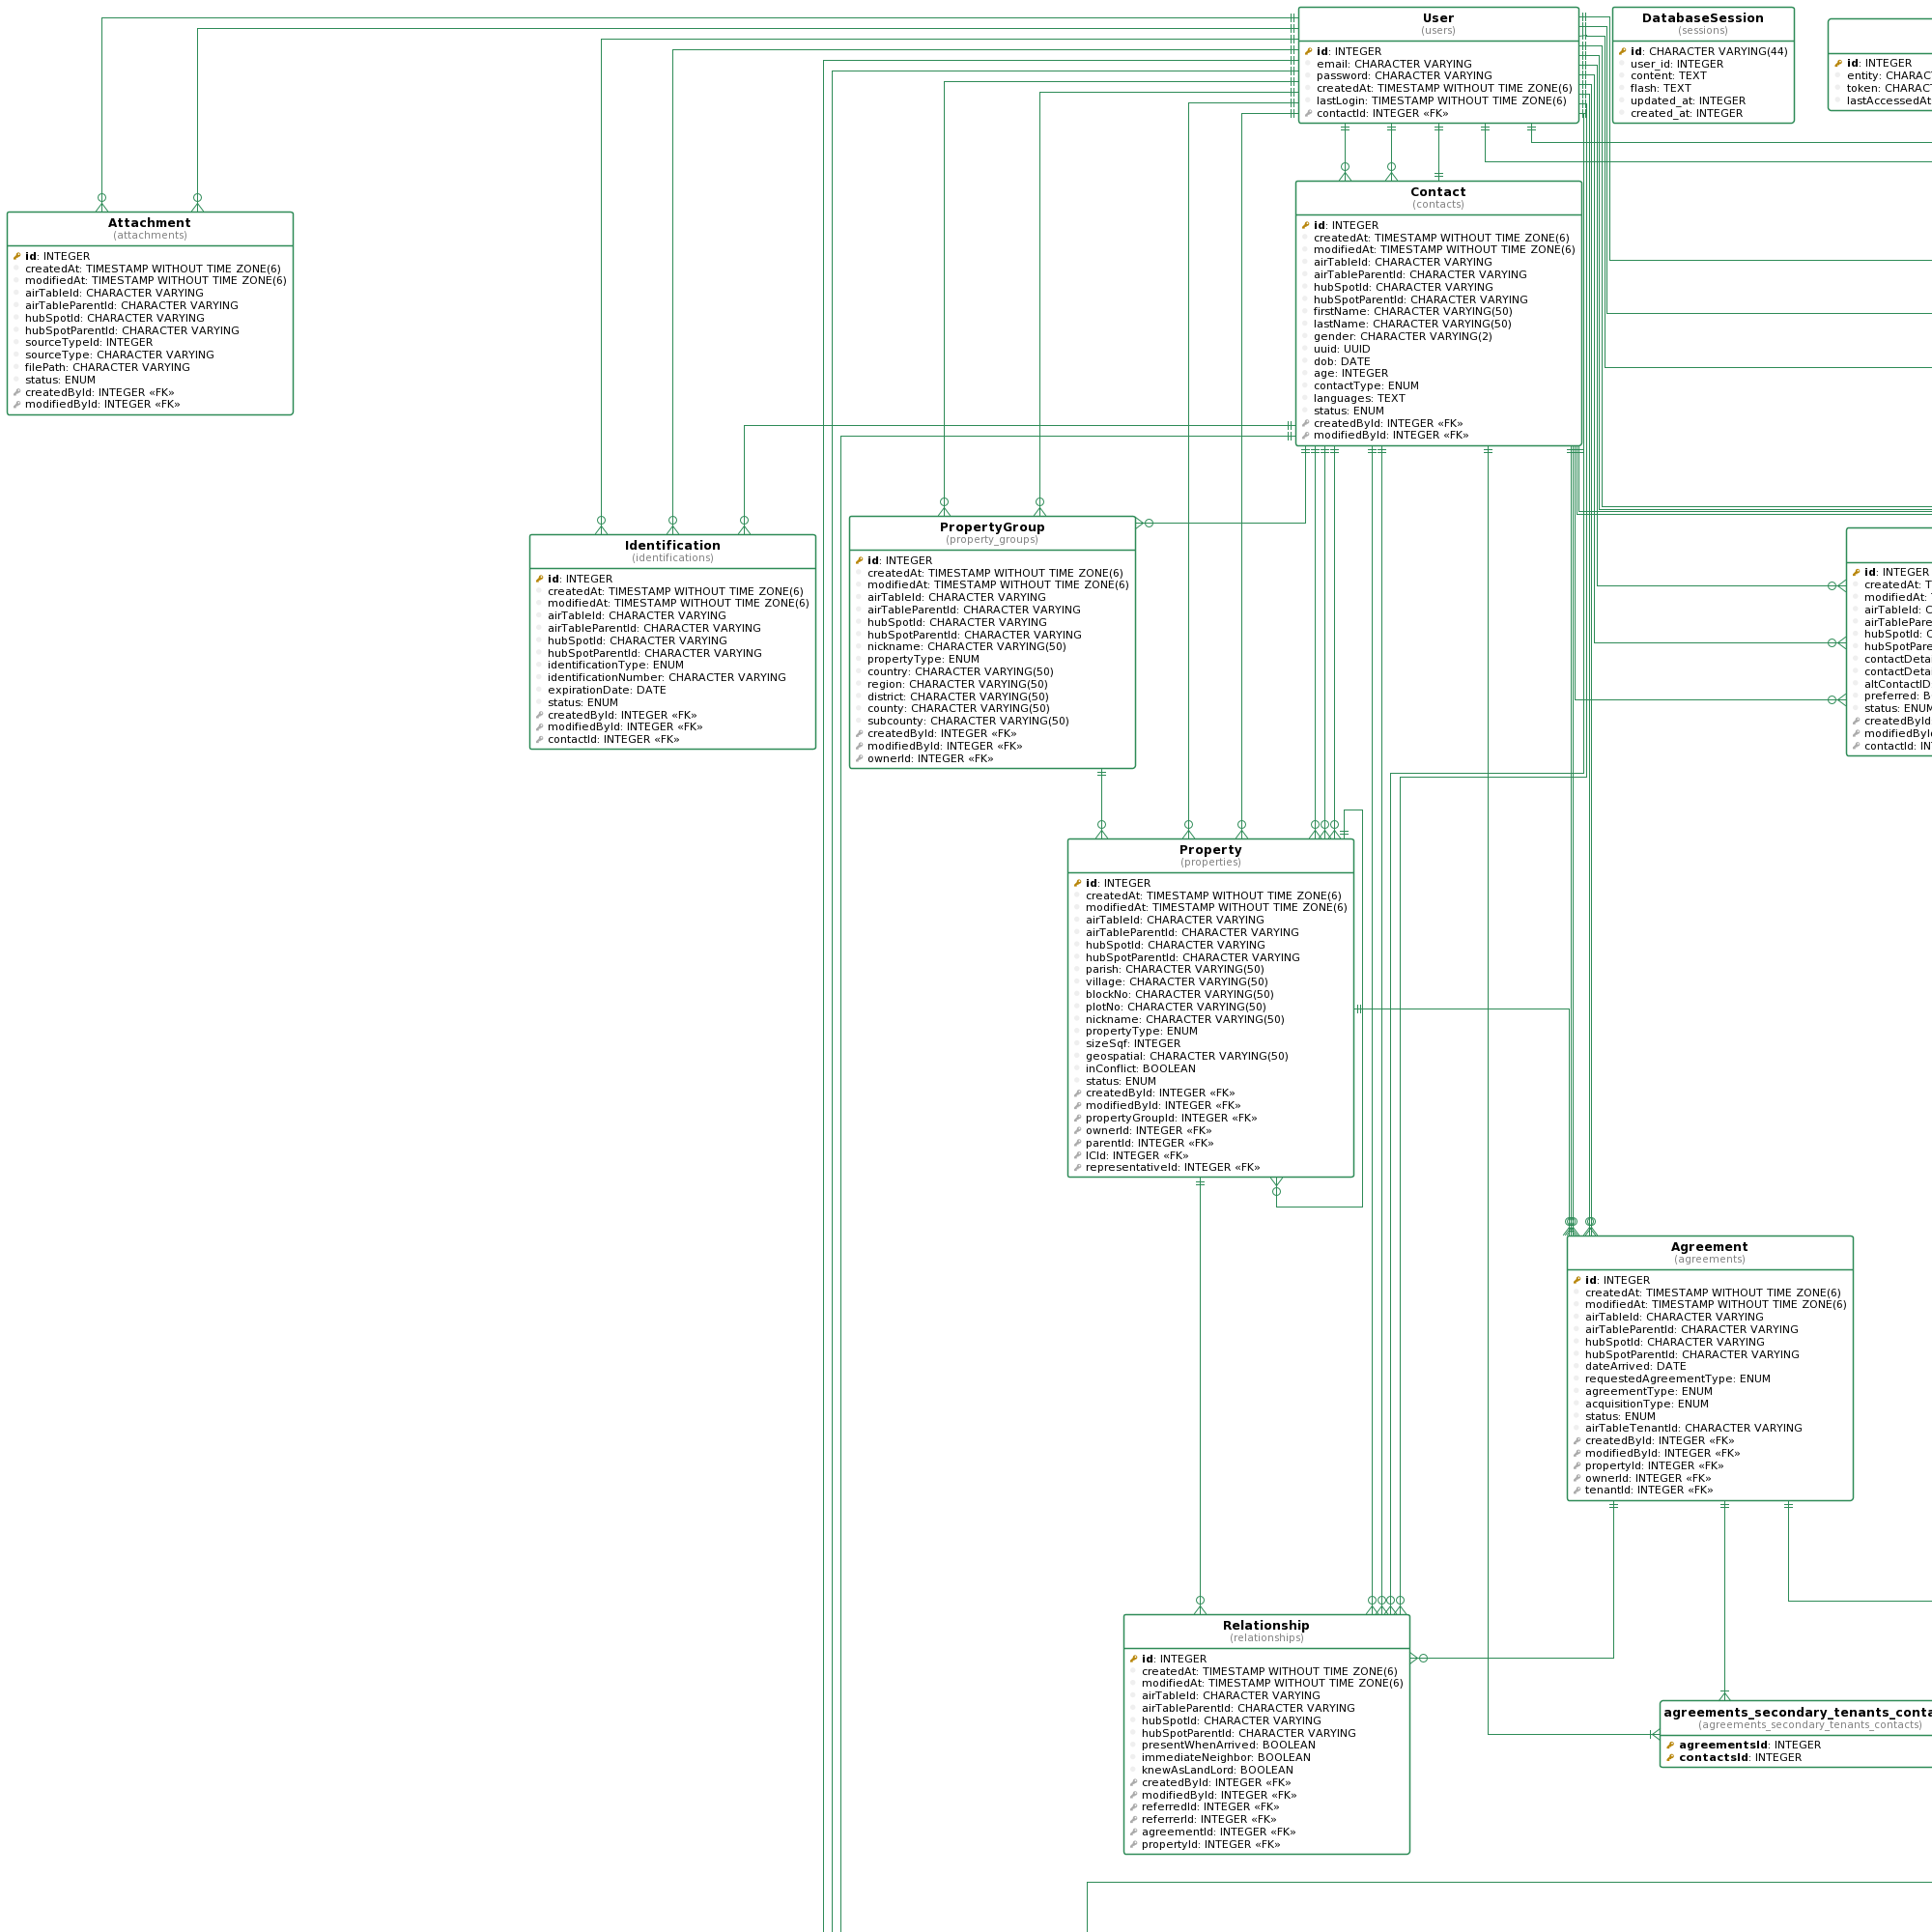 User
(users)
id: INTEGER
email: CHARACTER VARYING
password: CHARACTER VARYING
createdAt: TIMESTAMP WITHOUT TIME ZONE(6)
lastLogin: TIMESTAMP WITHOUT TIME ZONE(6)
contactId: INTEGER «FK»
DatabaseSession
(sessions)
id: CHARACTER VARYING(44)
user_id: INTEGER
content: TEXT
flash: TEXT
updated_at: INTEGER
created_at: INTEGER
id: INTEGER
entity: CHARAC
token: CHARACT
lastAccessedAt
Contact
(contacts)
id: INTEGER
createdAt: TIMESTAMP WITHOUT TIME ZONE(6)
modifiedAt: TIMESTAMP WITHOUT TIME ZONE(6)
airTableId: CHARACTER VARYING
airTableParentId: CHARACTER VARYING
hubSpotId: CHARACTER VARYING
hubSpotParentId: CHARACTER VARYING
firstName: CHARACTER VARYING(50)
lastName: CHARACTER VARYING(50)
gender: CHARACTER VARYING(2)
uuid: UUID
dob: DATE
age: INTEGER
contactType: ENUM
languages: TEXT
status: ENUM
createdById: INTEGER «FK»
modifiedById: INTEGER «FK»
Attachment
(attachments)
id: INTEGER
createdAt: TIMESTAMP WITHOUT TIME ZONE(6)
modifiedAt: TIMESTAMP WITHOUT TIME ZONE(6)
airTableId: CHARACTER VARYING
airTableParentId: CHARACTER VARYING
hubSpotId: CHARACTER VARYING
hubSpotParentId: CHARACTER VARYING
sourceTypeId: INTEGER
sourceType: CHARACTER VARYING
filePath: CHARACTER VARYING
status: ENUM
createdById: INTEGER «FK»
modifiedById: INTEGER «FK»
Identification
(identifications)
id: INTEGER
createdAt: TIMESTAMP WITHOUT TIME ZONE(6)
modifiedAt: TIMESTAMP WITHOUT TIME ZONE(6)
airTableId: CHARACTER VARYING
airTableParentId: CHARACTER VARYING
hubSpotId: CHARACTER VARYING
hubSpotParentId: CHARACTER VARYING
identificationType: ENUM
identificationNumber: CHARACTER VARYING
expirationDate: DATE
status: ENUM
createdById: INTEGER «FK»
modifiedById: INTEGER «FK»
contactId: INTEGER «FK»
PropertyGroup
(property_groups)
id: INTEGER
createdAt: TIMESTAMP WITHOUT TIME ZONE(6)
modifiedAt: TIMESTAMP WITHOUT TIME ZONE(6)
airTableId: CHARACTER VARYING
airTableParentId: CHARACTER VARYING
hubSpotId: CHARACTER VARYING
hubSpotParentId: CHARACTER VARYING
nickname: CHARACTER VARYING(50)
propertyType: ENUM
country: CHARACTER VARYING(50)
region: CHARACTER VARYING(50)
district: CHARACTER VARYING(50)
county: CHARACTER VARYING(50)
subcounty: CHARACTER VARYING(50)
createdById: INTEGER «FK»
modifiedById: INTEGER «FK»
ownerId: INTEGER «FK»
id: INTEGER
createdAt: T
modifiedAt:
airTableId: C
airTablePare
hubSpotId: C
hubSpotPare
contactDeta
contactDeta
altContactID
preferred: B
status: ENUM
createdById
modifiedById
contactId: IN
Property
(properties)
id: INTEGER
createdAt: TIMESTAMP WITHOUT TIME ZONE(6)
modifiedAt: TIMESTAMP WITHOUT TIME ZONE(6)
airTableId: CHARACTER VARYING
airTableParentId: CHARACTER VARYING
hubSpotId: CHARACTER VARYING
hubSpotParentId: CHARACTER VARYING
parish: CHARACTER VARYING(50)
village: CHARACTER VARYING(50)
blockNo: CHARACTER VARYING(50)
plotNo: CHARACTER VARYING(50)
nickname: CHARACTER VARYING(50)
propertyType: ENUM
sizeSqf: INTEGER
geospatial: CHARACTER VARYING(50)
inConflict: BOOLEAN
status: ENUM
createdById: INTEGER «FK»
modifiedById: INTEGER «FK»
propertyGroupId: INTEGER «FK»
ownerId: INTEGER «FK»
parentId: INTEGER «FK»
lCId: INTEGER «FK»
representativeId: INTEGER «FK»
Agreement
(agreements)
id: INTEGER
createdAt: TIMESTAMP WITHOUT TIME ZONE(6)
modifiedAt: TIMESTAMP WITHOUT TIME ZONE(6)
airTableId: CHARACTER VARYING
airTableParentId: CHARACTER VARYING
hubSpotId: CHARACTER VARYING
hubSpotParentId: CHARACTER VARYING
dateArrived: DATE
requestedAgreementType: ENUM
agreementType: ENUM
acquisitionType: ENUM
status: ENUM
airTableTenantId: CHARACTER VARYING
createdById: INTEGER «FK»
modifiedById: INTEGER «FK»
propertyId: INTEGER «FK»
ownerId: INTEGER «FK»
tenantId: INTEGER «FK»
Relationship
(relationships)
id: INTEGER
createdAt: TIMESTAMP WITHOUT TIME ZONE(6)
modifiedAt: TIMESTAMP WITHOUT TIME ZONE(6)
airTableId: CHARACTER VARYING
airTableParentId: CHARACTER VARYING
hubSpotId: CHARACTER VARYING
hubSpotParentId: CHARACTER VARYING
presentWhenArrived: BOOLEAN
immediateNeighbor: BOOLEAN
knewAsLandLord: BOOLEAN
createdById: INTEGER «FK»
modifiedById: INTEGER «FK»
referredId: INTEGER «FK»
referrerId: INTEGER «FK»
agreementId: INTEGER «FK»
propertyId: INTEGER «FK»
agreements_secondary_tenants_conta
(agreements_secondary_tenants_contacts)
agreementsId: INTEGER
contactsId: INTEGER